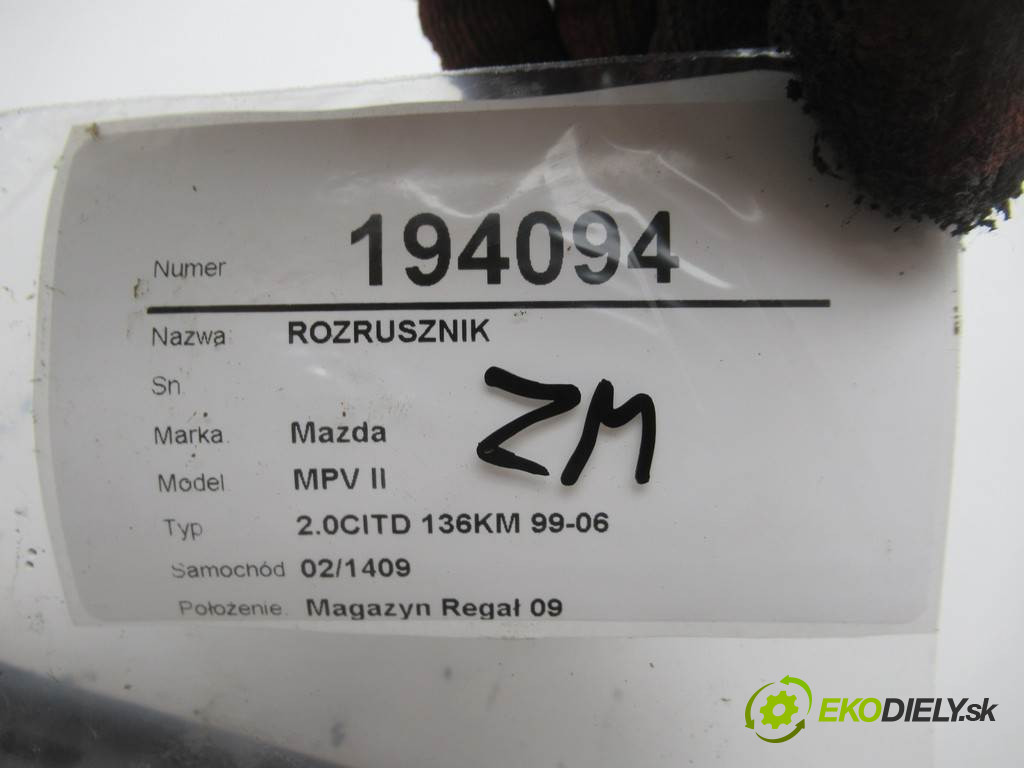 Numer 194094
Nazwa ROZRUSZNIK
Sn
ZM
Marka Mazda
Model MPV II
Typ 2.0CITD 136KM 99-06
Samochód 02/1409
Położenie Magazyn Regał 09
EKODIELY.sk